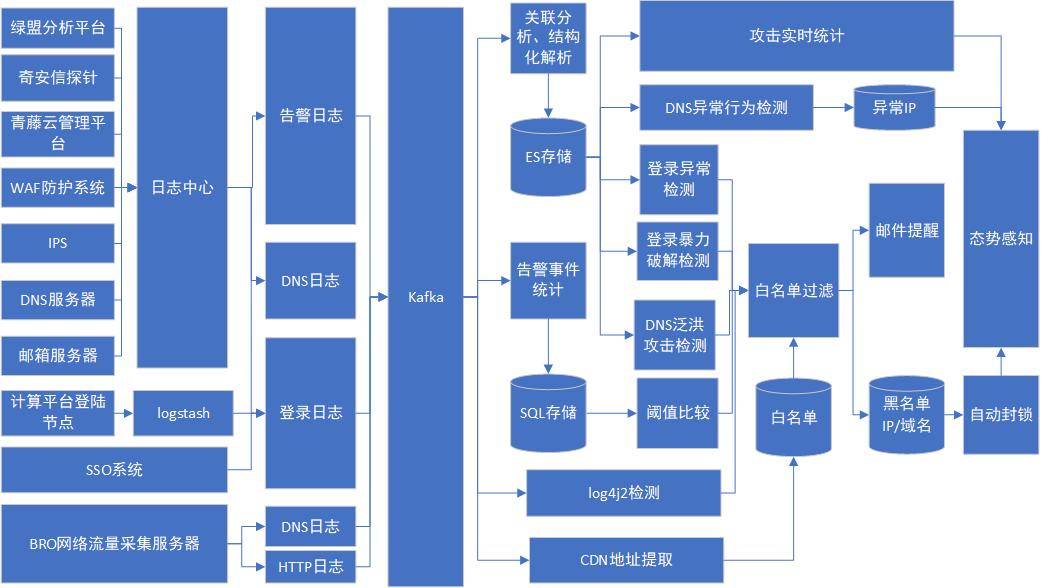 绿盟分析平台
奇安信探针
青藤云管理平
台
WAF防护系统
IPS
DNS服务器
邮箱服务器
计算平台登陆
节点
logstash
SSO系统
BRO网络流量采集服务器
日志中心
告警日志
DNS日志
登录日志
DNS日志
HTTP日志
Kafka
关联分
析、结构
化解析
ES存储
告警事件
统计
SQL存储
log4j2检测
CDN地址提取
攻击实时统计
DNS异常行为检测
异常IP
登录异常
检测
登录暴力
破解检测
DNS泛洪
攻击检测
阈值比较
白名单过滤
白名单
邮件提醒
黑名单
IP/域名
态势感知
自动封锁